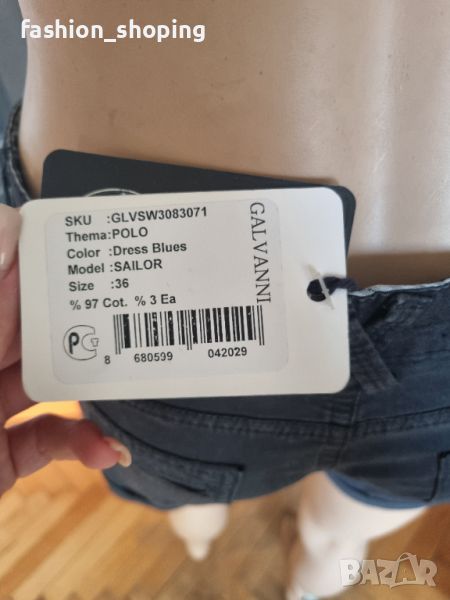 fashion_shoping
SKU :GLVSW3083071
Thema:POLO
Color :Dress Blues
Model :SAILOR
Size :36
% 97 Cot. % 3 Ea
8 680599 042029
GALVANNI
BAZAR